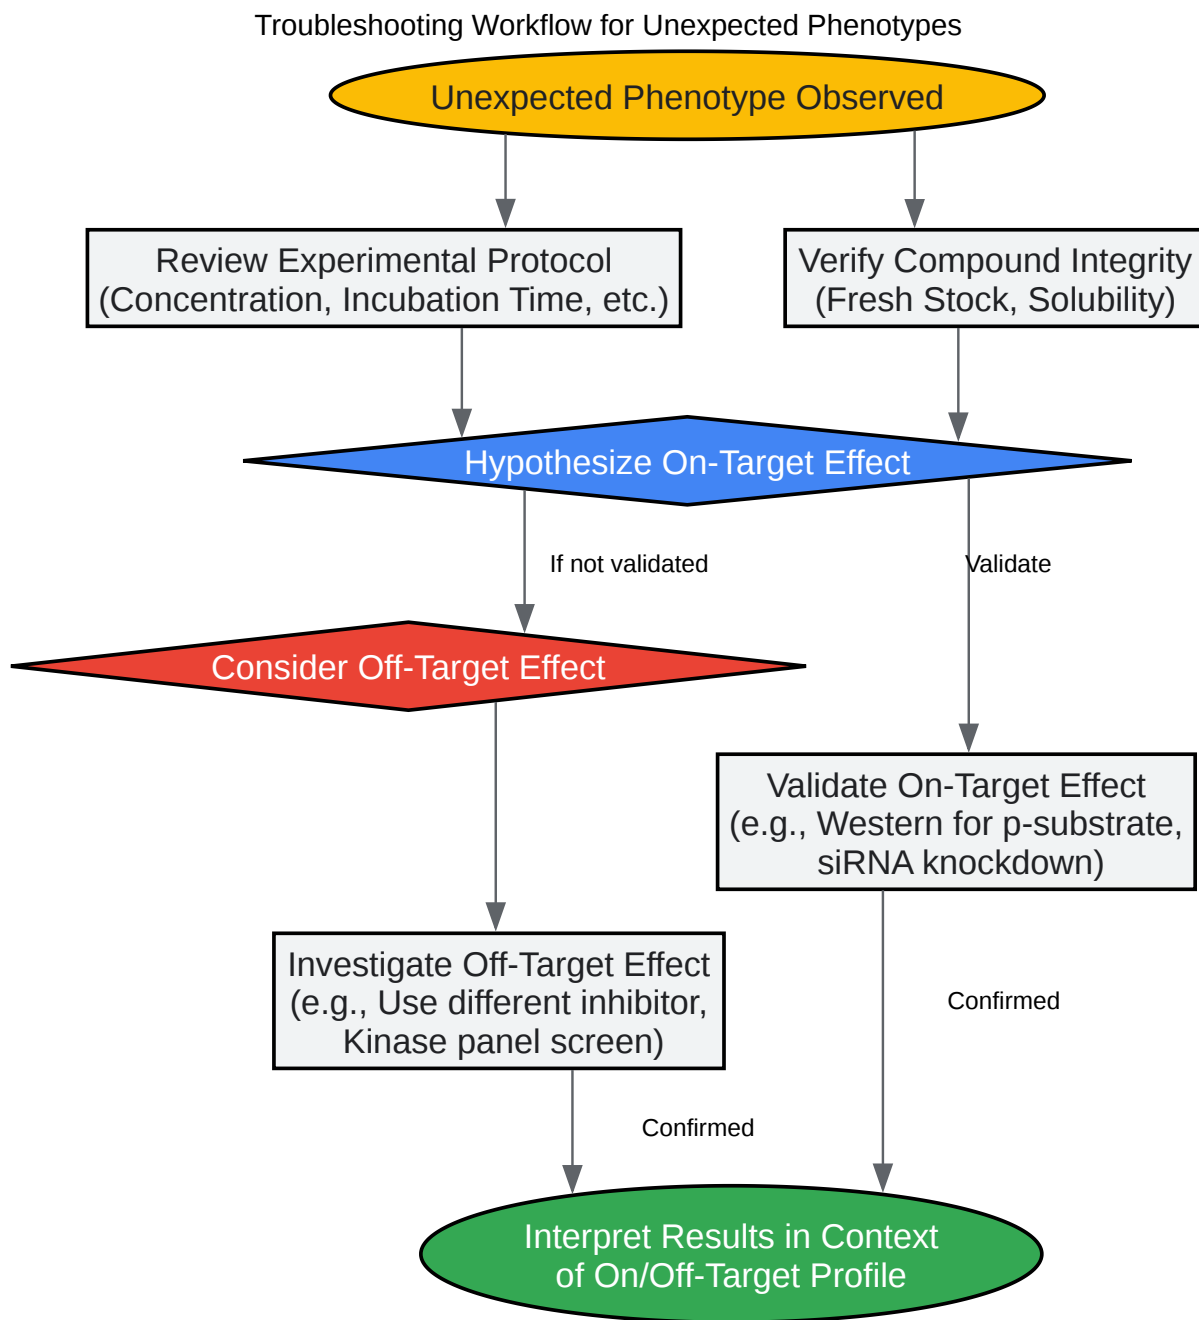 Troubleshooting Workflow for Unexpected Phenotypes
Unexpected Phenotype Observed
Review Experimental Protocol
(Concentration, Incubation Time, etc.)
Verify Compound Integrity
(Fresh Stock, Solubility)
Hypothesize On-Target Effect
If not validated
Validate
Consider Off-Target Effect
Validate On-Target Effect
(e.g., Western for p-substrate,
siRNA knockdown)
Investigate Off-Target Effect
(e.g., Use different inhibitor,
Kinase panel screen)
Confirmed
Confirmed
Interpret Results in Context
of On/Off-Target Profile